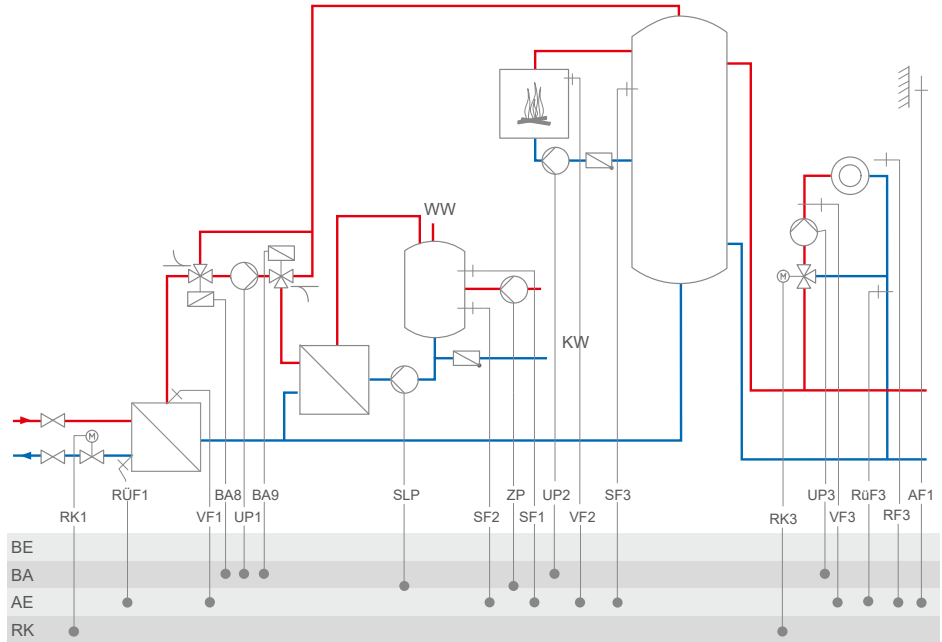 WW
M
KW
M
RÜF1
BA8
BA9
SLP
ZP
UP2
SF3
UP3
RüF3
AF1
RK1
VF1
UP1
SF2
SF1
VF2
RK3
VF3
RF3
BE
BA
AE
RK